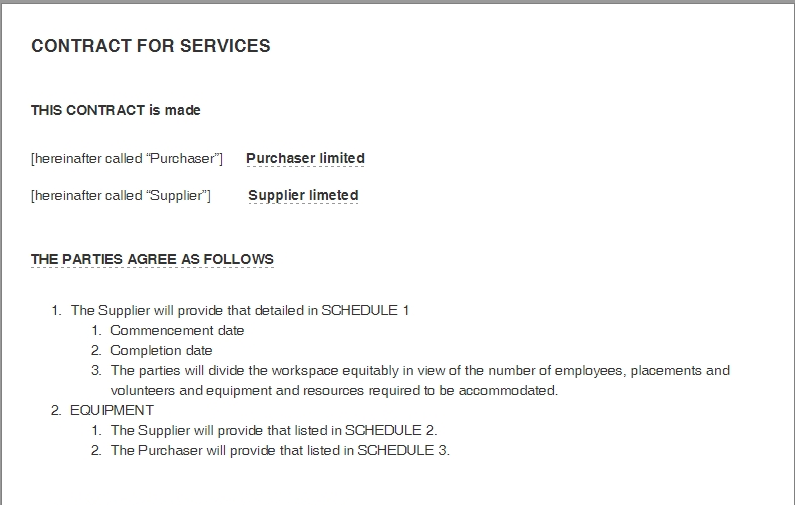 CONTRACT FOR SERVICES
THIS CONTRACT is made
[hereinafter called “Purchaser”] Purchaser limited
[hereinafter called “Supplier”] Supplier limeted
THE PARTIES AGREE AS FOLLOWS
1. The Supplier will provide that detailed in SCHEDULE 1
1. Commencement date
2. Completion date
3. The parties will divide the workspace equitably in view of the number of employees, placements and
volunteers and equipment and resources required to be accommodated.
2. EQUIPMENT
1. The Supplier will provide that listed in SCHEDULE 2.
2. The Purchaser will provide that listed in SCHEDULE 3.